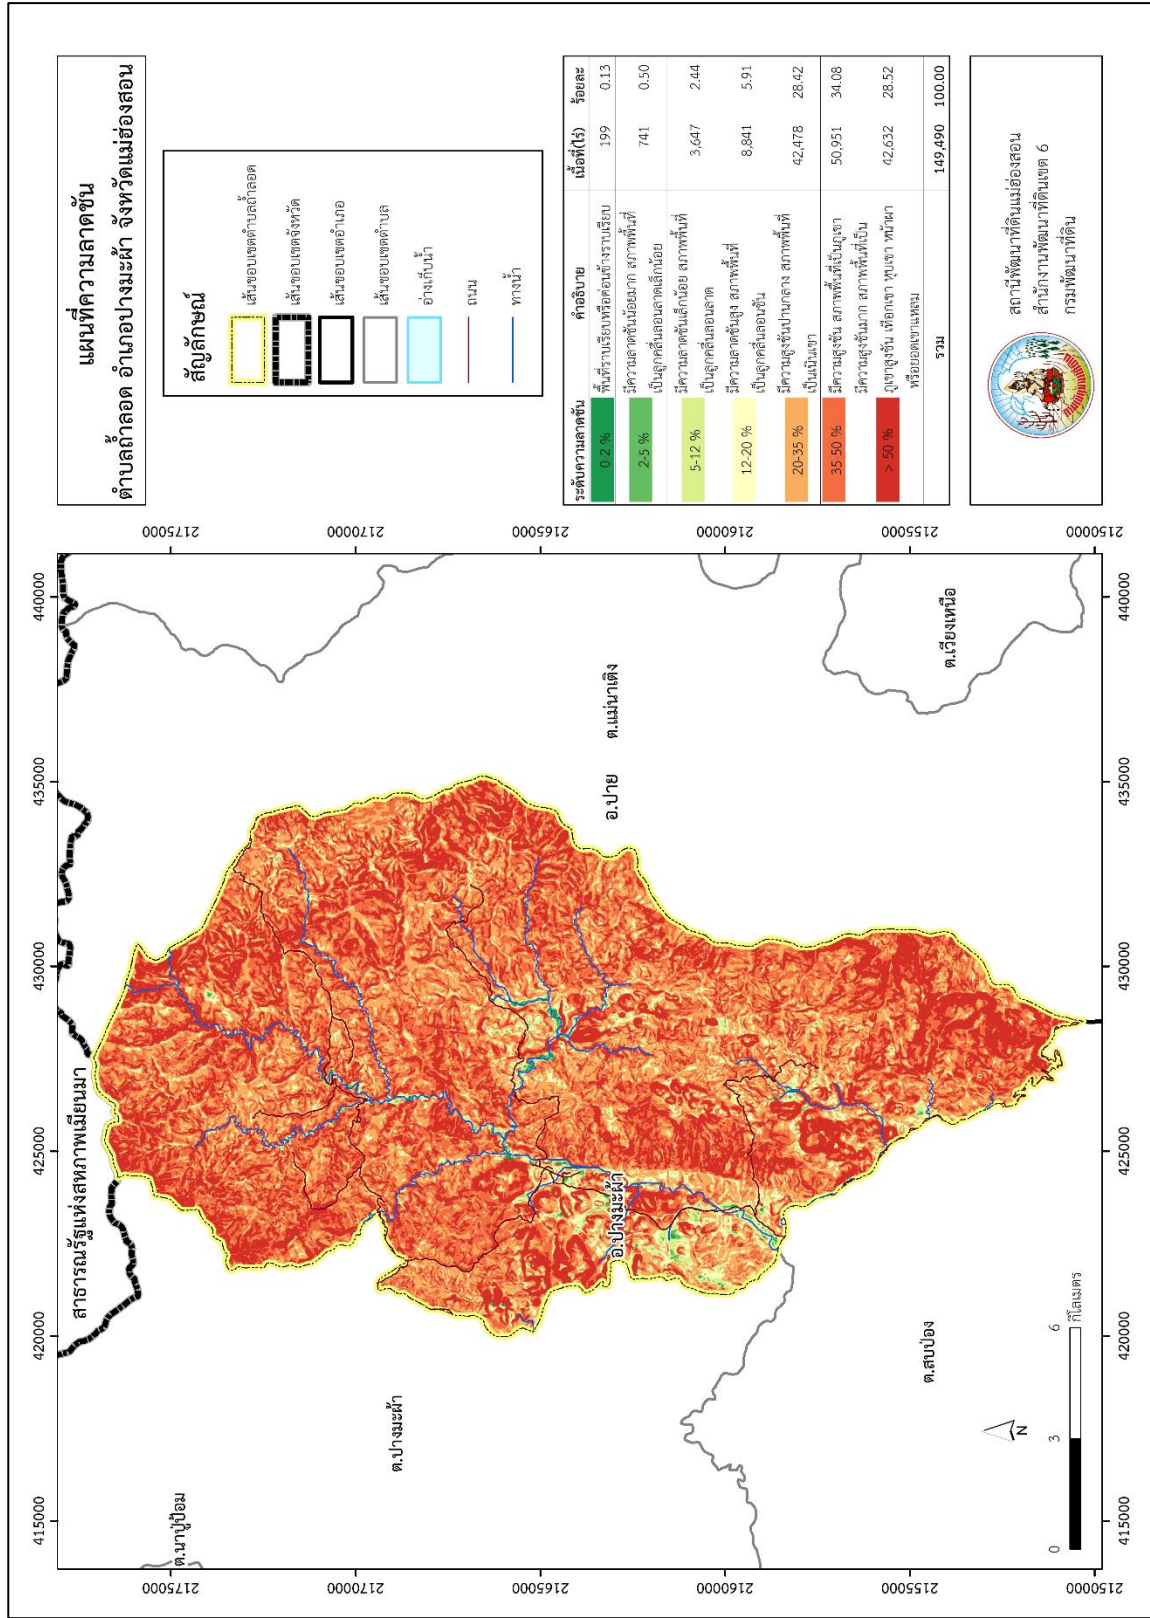 แผนที่ความลาดชัน
ตำบลถ้ำลอด อำเภอปางมะผ้า จังหวัดแม่ฮ่องสอน
สัญลักษณ์
เส้นขอบเขตตำบลถ้ำลอด
เส้นขอบเขตจังหวัด
เส้นขอบเขตอำเภอ
เส้นขอบเขตตำบล
อ่างเก็บน้ำ
ถนน
ทางน้ำ
ระดับความลาดชัน คำอธิบาย เนื้อที่(ไร่) ร้อยละ
0-2 % พื้นที่ราบเรียบหรือค่อนข้างราบเรียบ 199 0.13
2-5 % มีความลาดชันน้อยมาก สภาพพื้นที่ 741 0.50
เป็นลูกคลื่นลอนลาดเล็กน้อย
5-12 % มีความลาดชันเล็กน้อย สภาพพื้นที่ 3,647 2.44
เป็นลูกคลื่นลอนลาด
12-20 % มีความลาดชันสูง สภาพพื้นที่ 8,841 5.91
เป็นลูกคลื่นลอนชัน
20-35 % มีความสูงชันปานกลาง สภาพพื้นที่ 42,478 28.42
เป็นเนินเขา
35-50 % มีความสูงชัน สภาพพื้นที่เป็นภูเขา 50,951 34.08
มีความสูงชันมาก สภาพพื้นที่เป็น
> 50 % ภูเขาสูงชัน เทือกเขา หุบเขา หน้าผา 42,632 28.52
หรือยอดเขาแหลม
รวม 149,490 100.00
สถานีพัฒนาที่ดินแม่ฮ่องสอน
สำนักงานพัฒนาที่ดินเขต 6
กรมพัฒนาที่ดิน
415000 420000 425000 430000 435000 440000
2175000
2170000
2165000
2160000
2155000
2150000
2175000
2170000
2165000
2160000
2155000
2150000
สาธารณรัฐแห่งสหภาพเมียนมา
ต.นาปู่ป้อม
ต.ปางมะผ้า
อ.ปางมะผ้า
อ.ปาย
ต.แม่นาเติง
ต.สบป่อง
ต.เวียงเหนือ
N
0 3 6
กิโลเมตร
415000 420000 425000 430000 435000 440000